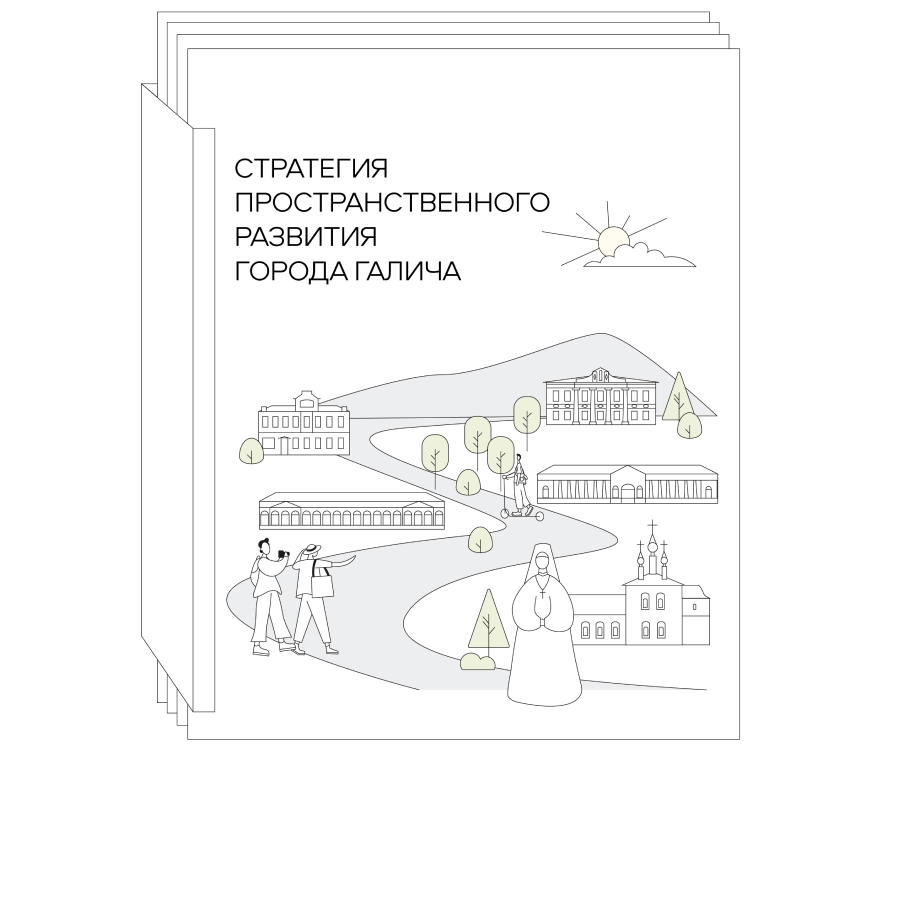 СТРАТЕГИЯ
ПРОСТРАНСТВЕННОГО
РАЗВИТИЯ
ГОРОДА ГАЛИЧА